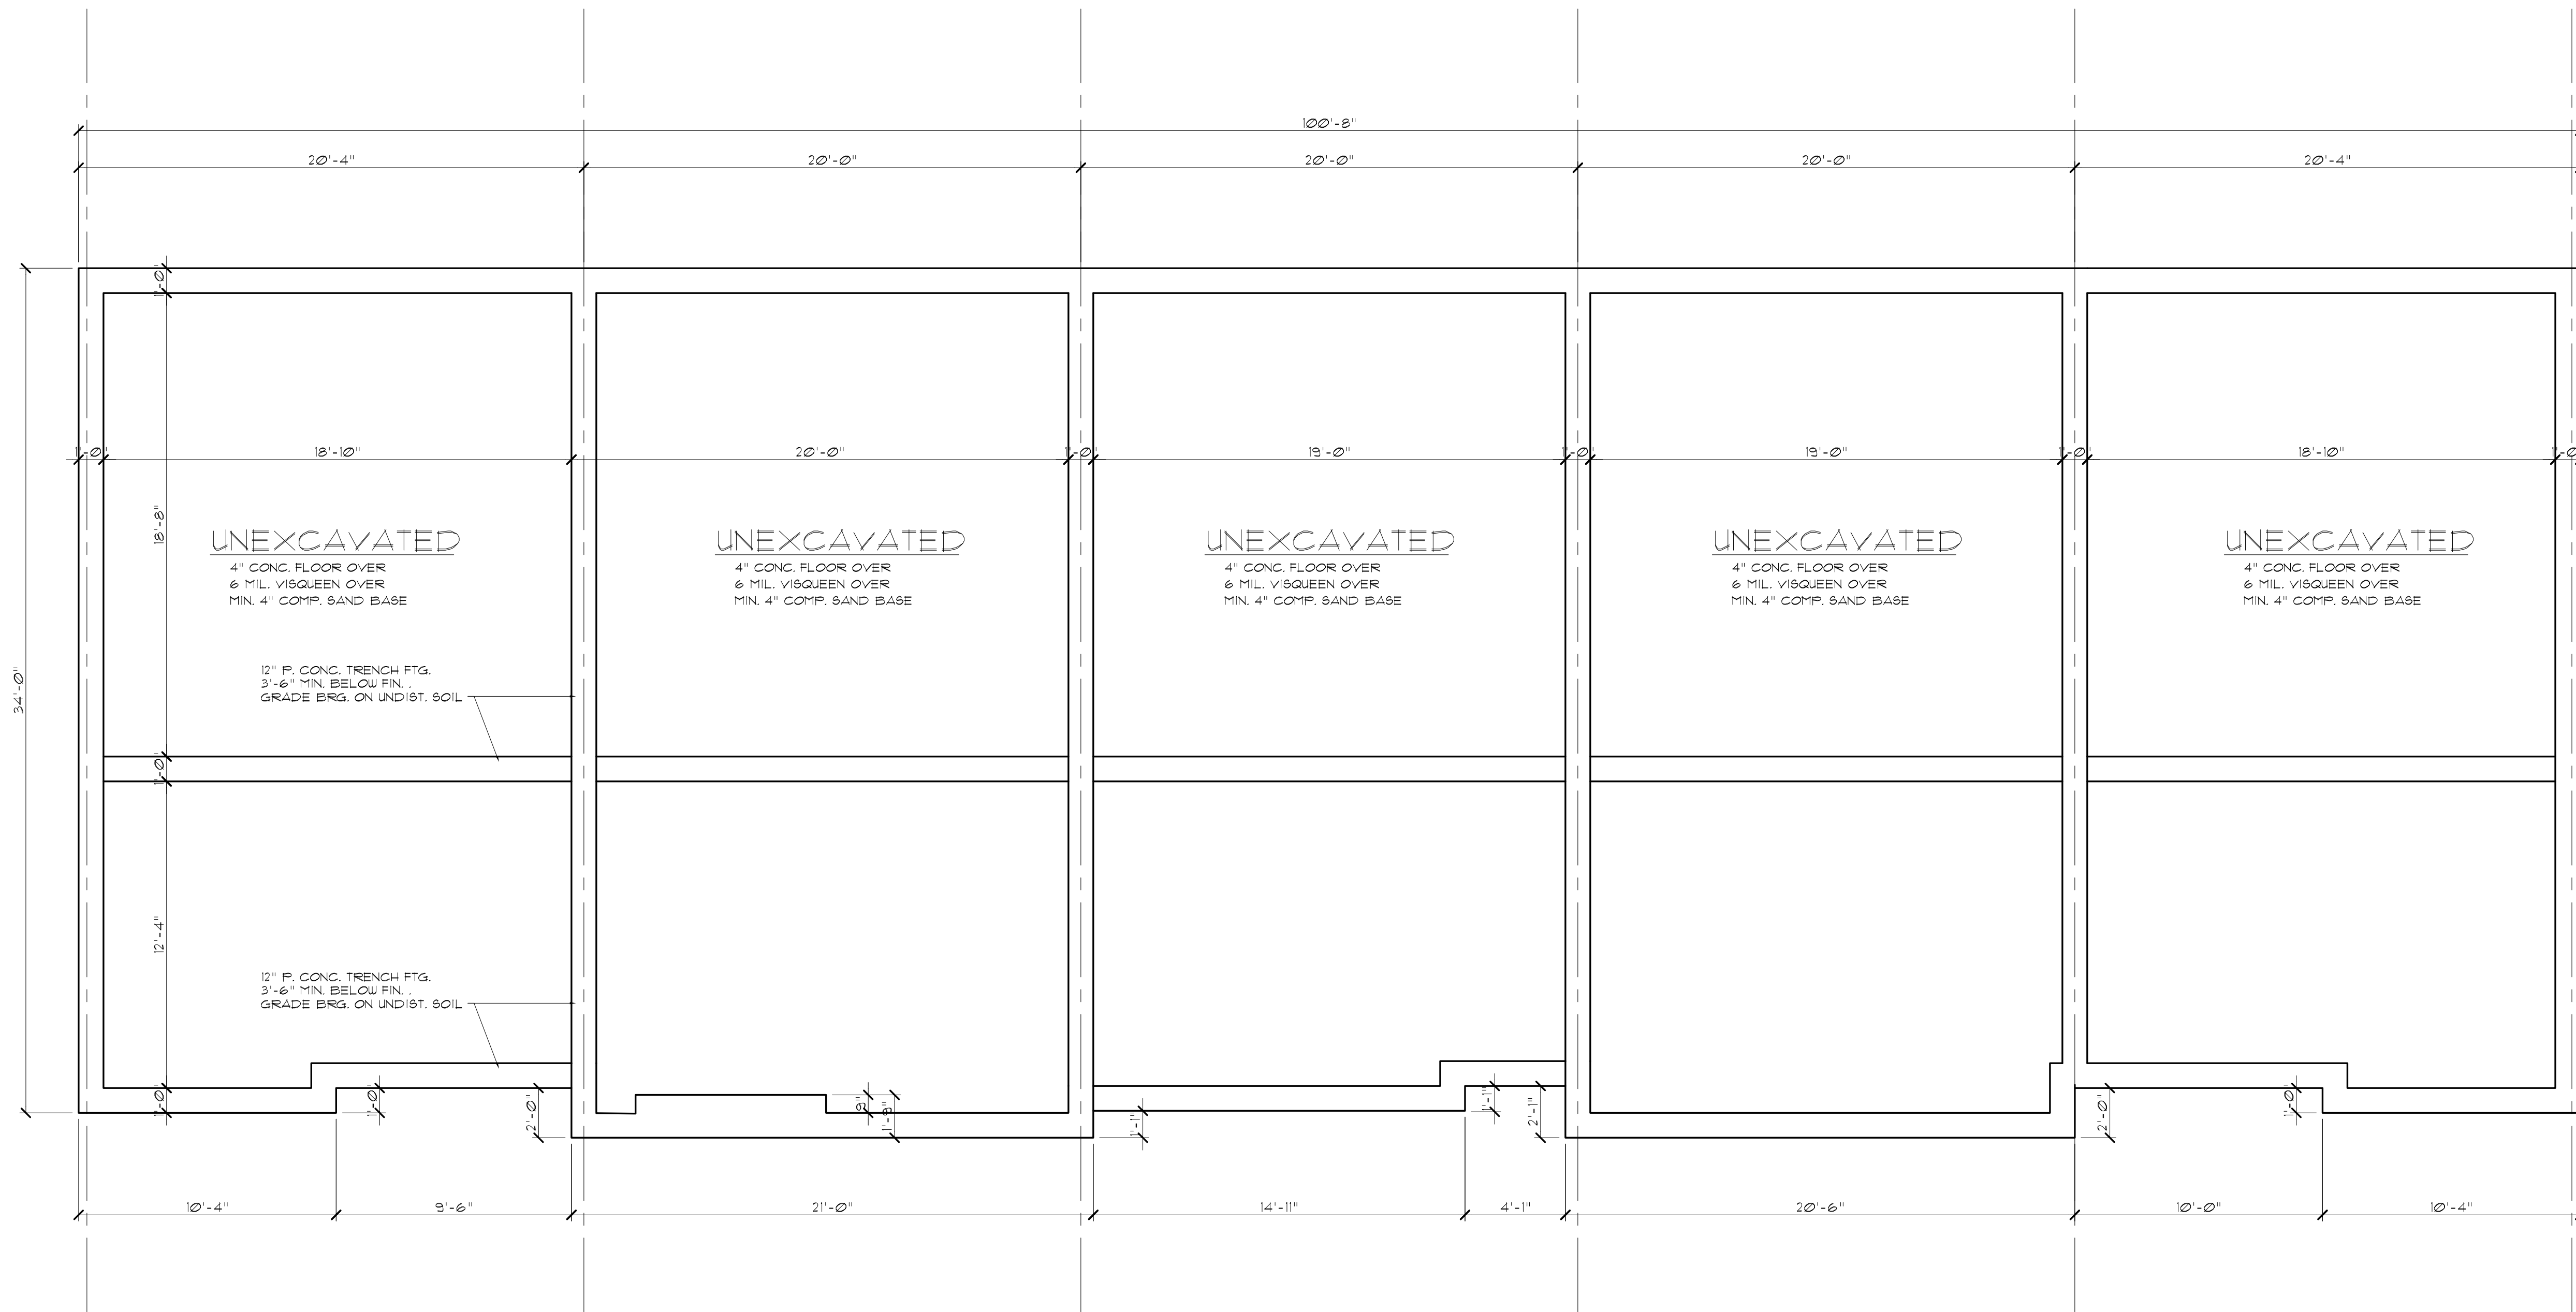 100'-8"
20'-4"
20'-0"
20'-0"
20'-0"
20'-4"
1'-0"
1'-0"
18'-10"
20'-0"
1'-0"
19'-0"
1'-0"
19'-0"
1'-0"
18'-10"
1'-0
18'-8"
34'-0"
UNEXCAVATED
4" CONC. FLOOR OVER
6 MIL. VISQUEEN OVER
MIN. 4" COMP. SAND BASE
UNEXCAVATED
4" CONC. FLOOR OVER
6 MIL. VISQUEEN OVER
MIN. 4" COMP. SAND BASE
UNEXCAVATED
4" CONC. FLOOR OVER
6 MIL. VISQUEEN OVER
MIN. 4" COMP. SAND BASE
UNEXCAVATED
4" CONC. FLOOR OVER
6 MIL. VISQUEEN OVER
MIN. 4" COMP. SAND BASE
UNEXCAVATED
4" CONC. FLOOR OVER
6 MIL. VISQUEEN OVER
MIN. 4" COMP. SAND BASE
12" P. CONC. TRENCH FTG.
3'-6" MIN. BELOW FIN. .
GRADE BRG. ON UNDIST. SOIL
1'-0"
12'-4"
12" P. CONC. TRENCH FTG.
3'-6" MIN. BELOW FIN. .
GRADE BRG. ON UNDIST. SOIL
1'-0"
1'-0"
2'-0"
9"
1'-9"
1'-1"
1'-1"
2'-1"
2'-0"
1'-0"
10'-4"
9'-6"
21'-0"
14'-11"
4'-1"
20'-6"
10'-0"
10'-4"